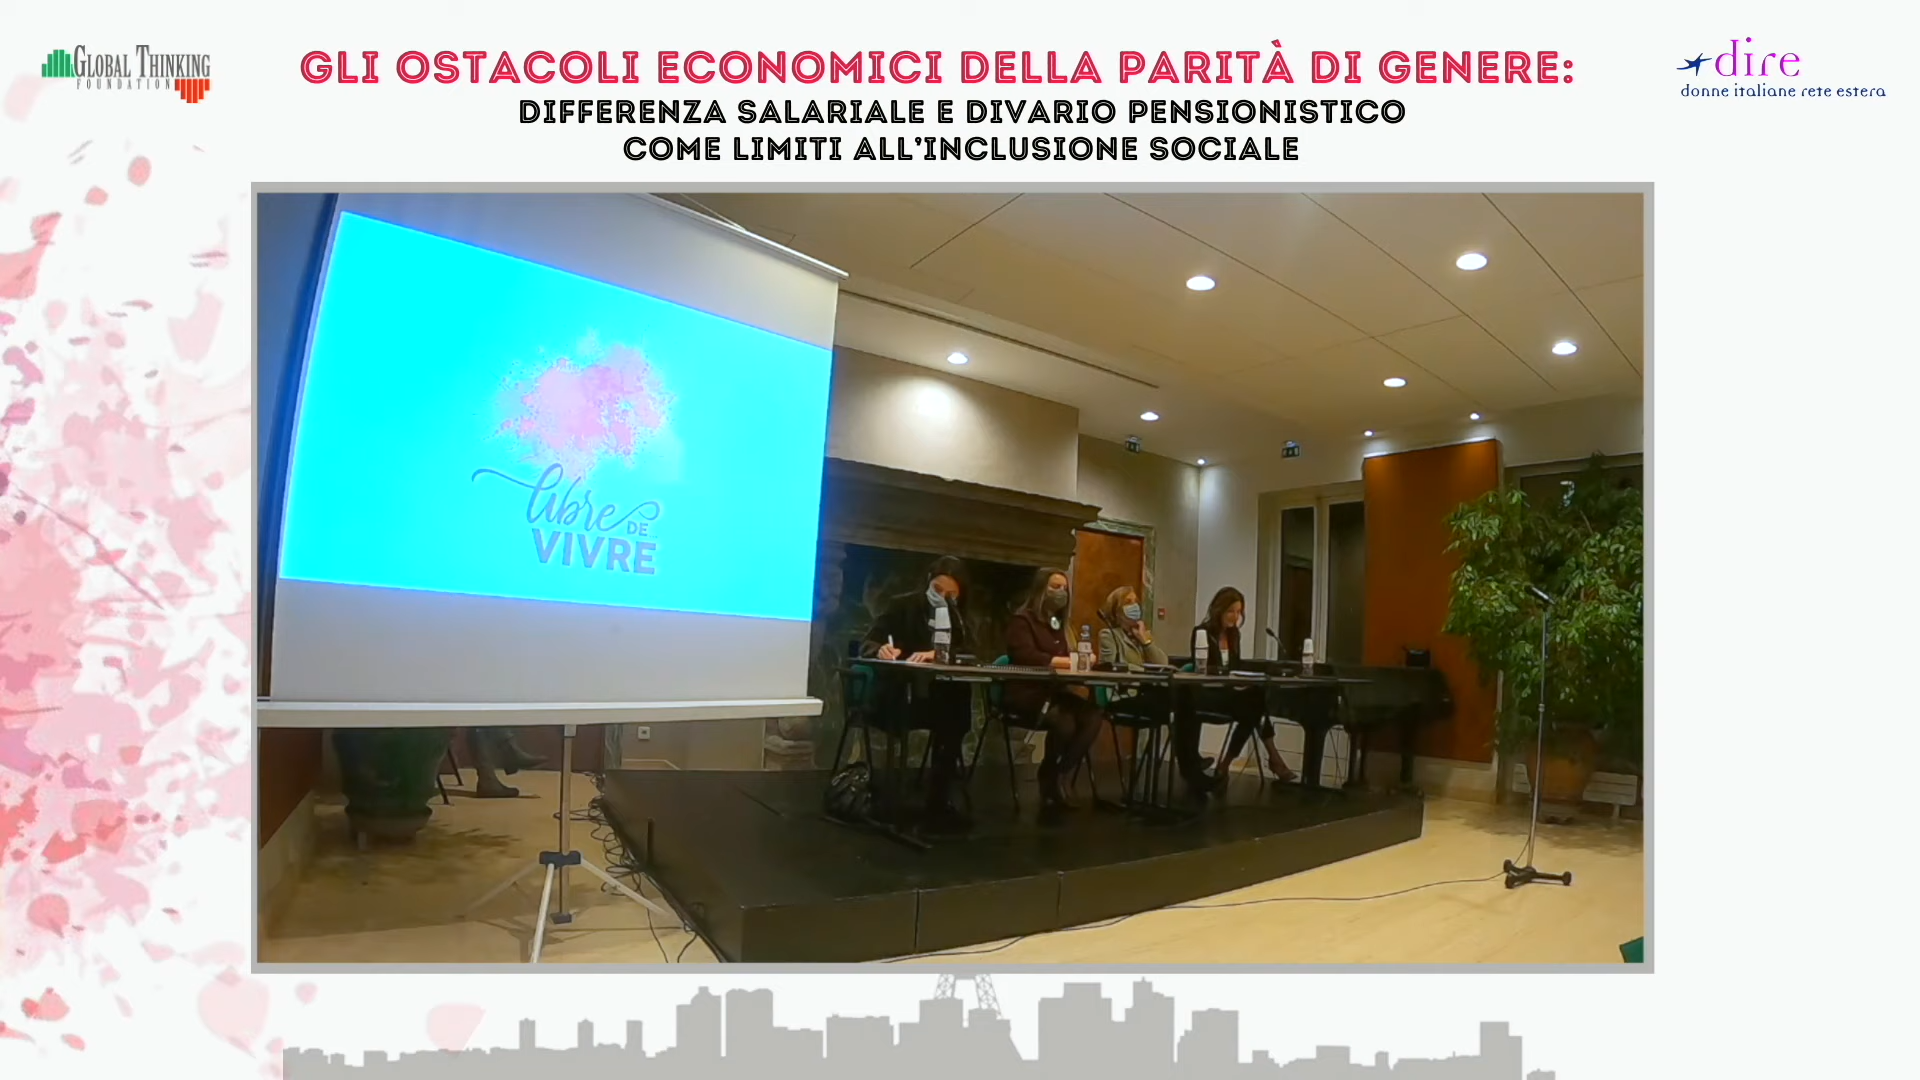 GLOBAL THINKING
FOUNDATION
GLI OSTACOLI ECONOMICI DELLA PARITÀ DI GENERE:
DIFFERENZA SALARIALE E DIVARIO PENSIONISTICO
COME LIMITI ALL'INCLUSIONE SOCIALE
dire
donne italiane rete estera
libre DE
VIVRE